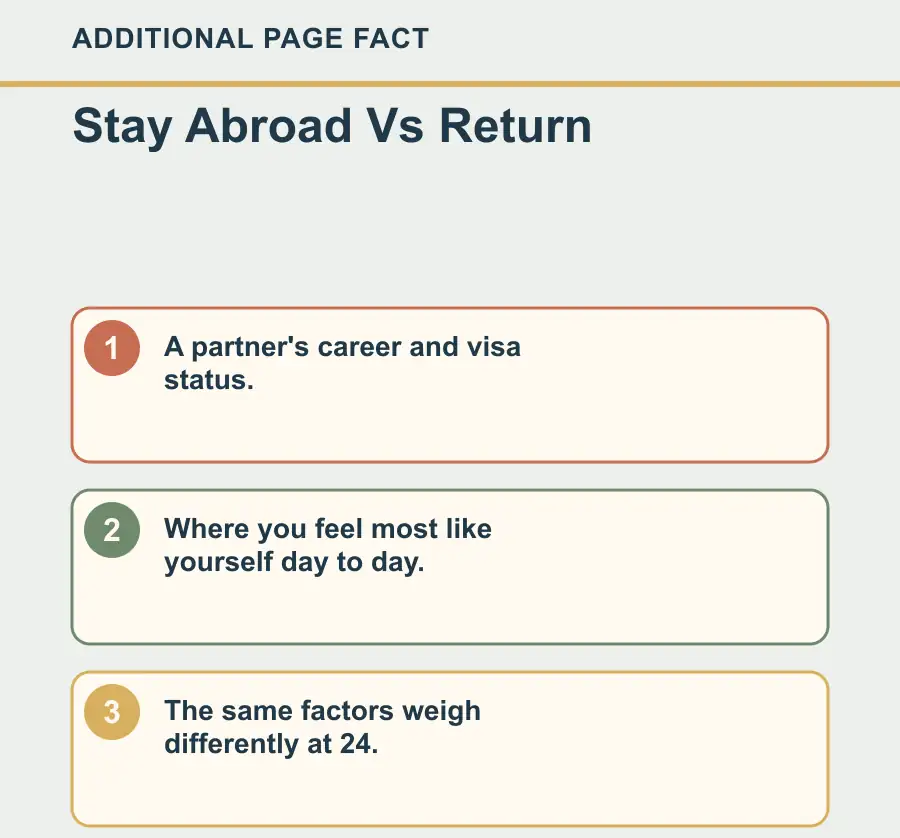 ADDITIONAL PAGE FACT
Stay Abroad Vs Return
1
A partner's career and visa
status.
2
Where you feel most like
yourself day to day.
3
The same factors weigh
differently at 24.